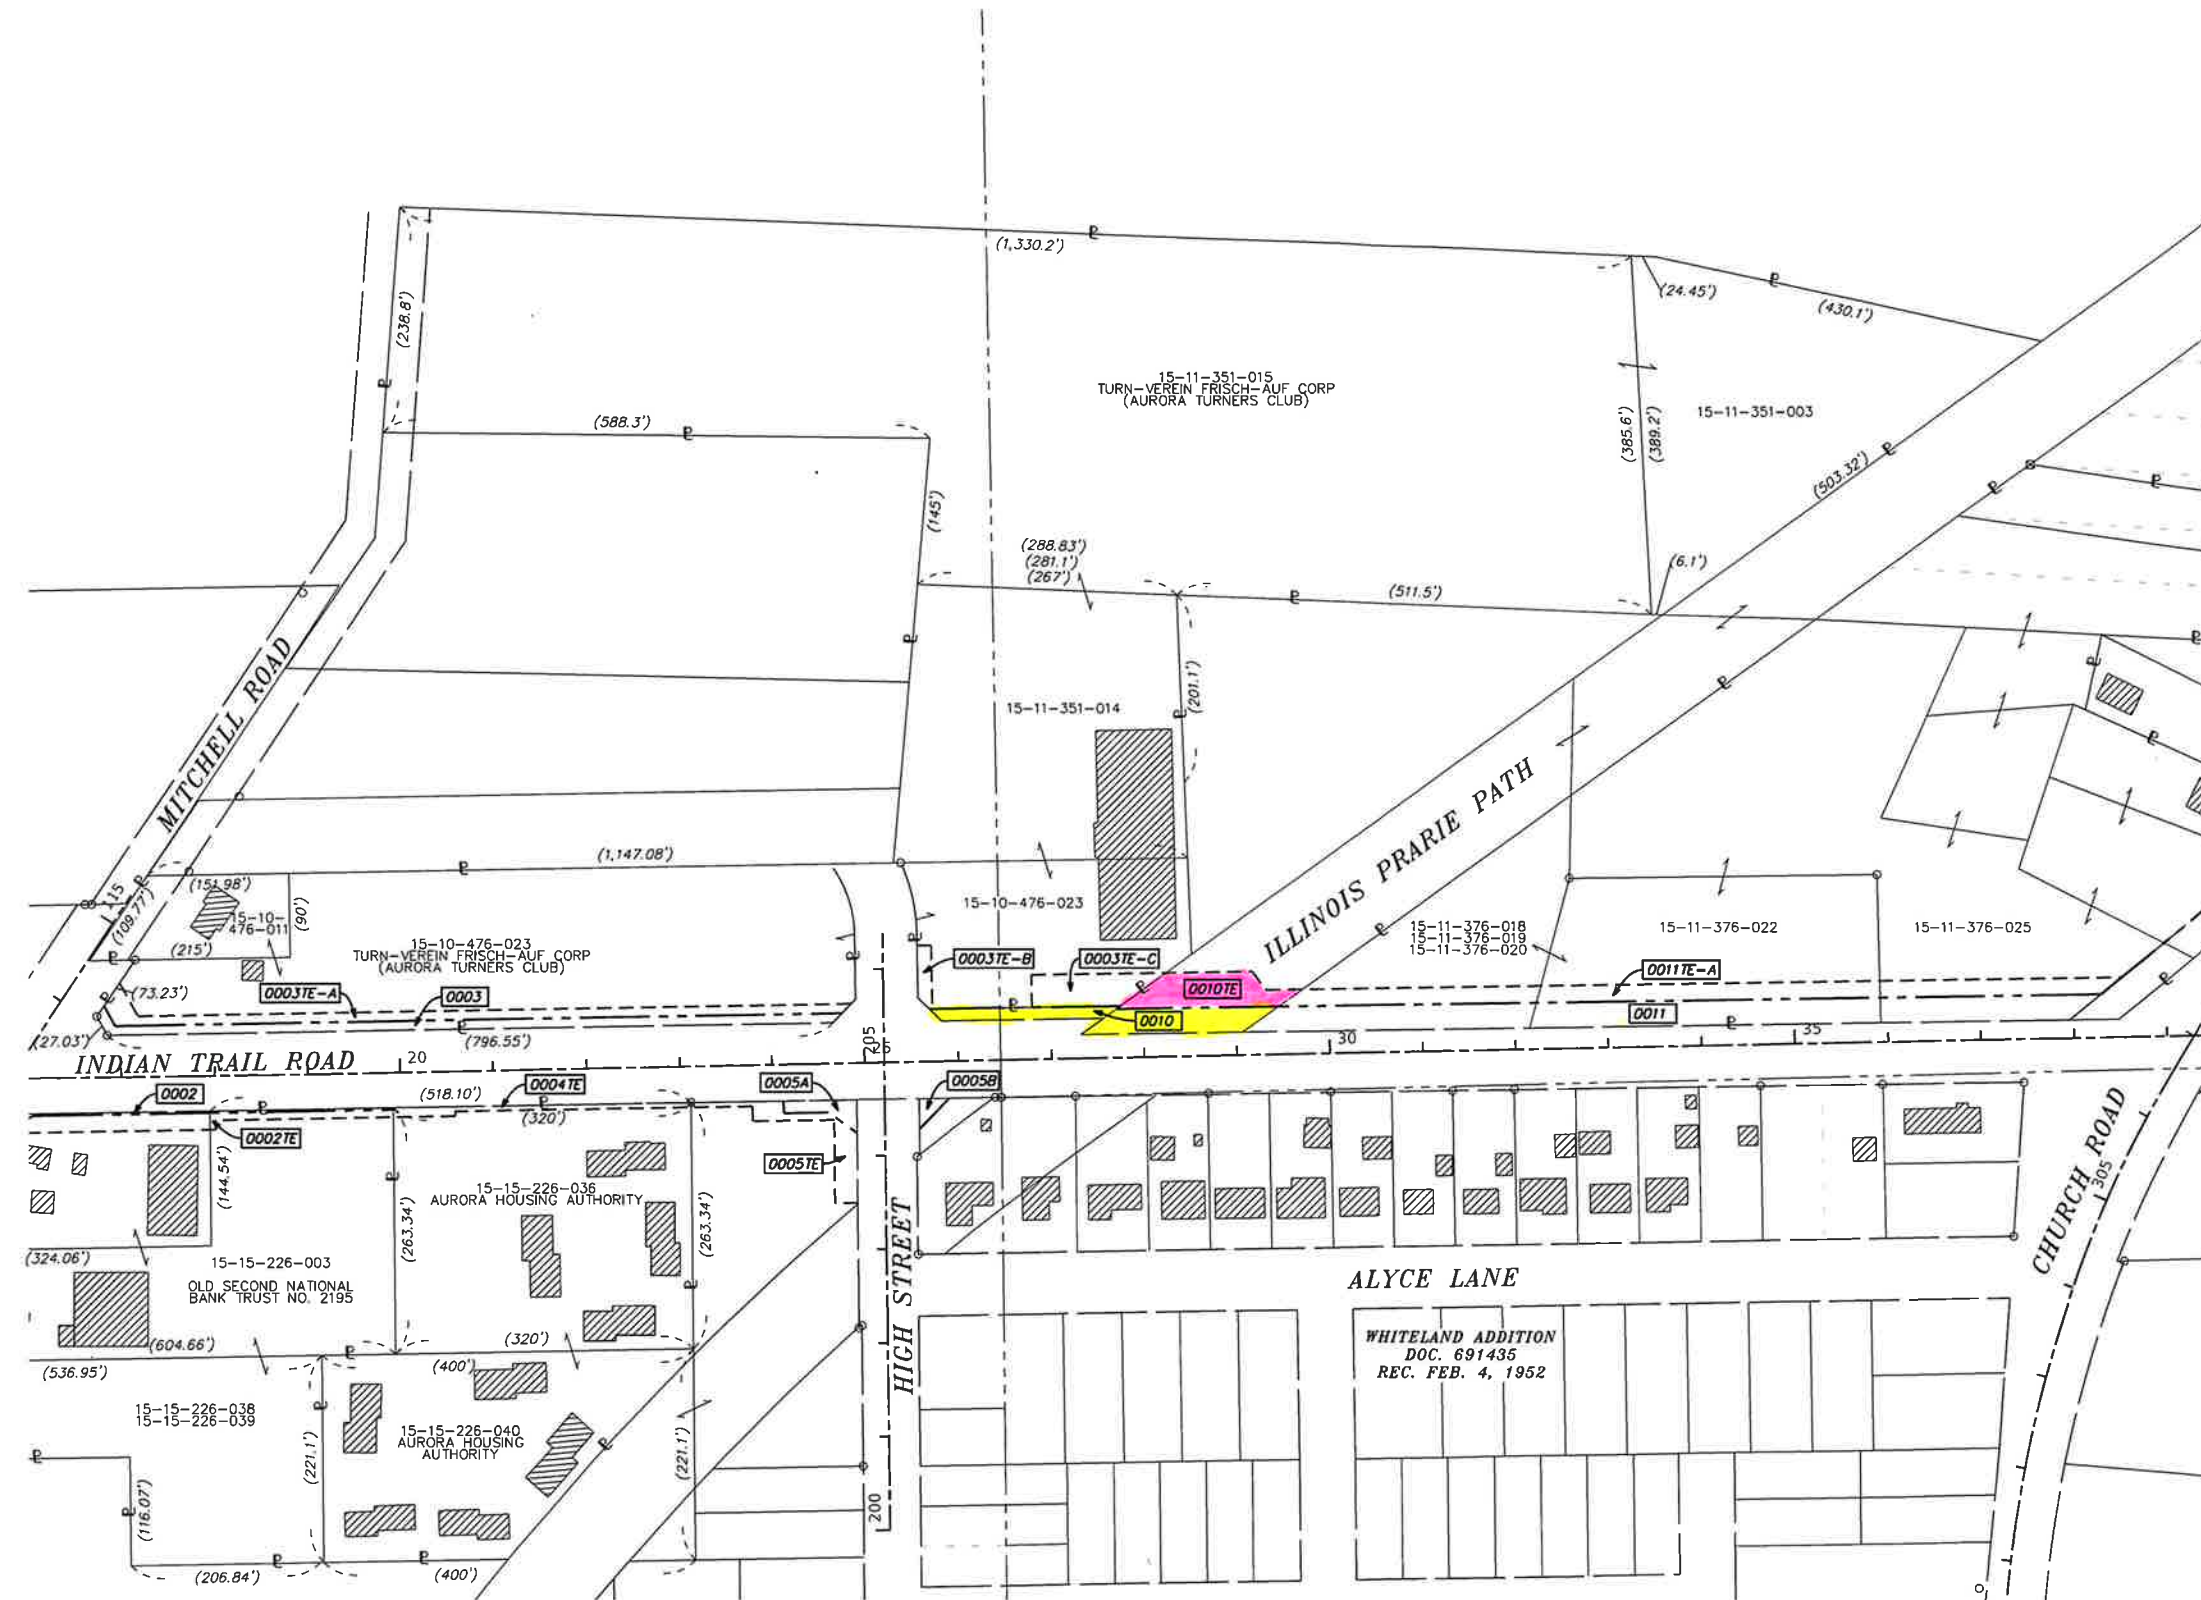 (1,330.2')
(24.45')
(430.1')
(238.8')
15-11-351-015
TURN-VEREIN FRISCH-AUF CORP
(AURORA TURNERS CLUB)
(385.6')
(389.2')
15-11-351-003
(588.3')
(503.32')
(145')
(288.83')
(281.1')
(267')
(511.5')
(6.1')
MITCHELL ROAD
(201.1')
15-11-351-014
ILLINOIS PRARIE PATH
(1,147.08')
115
(109.77')
(151.98')
15-10-
476-011
(90')
(215')
15-10-476-023
TURN-VEREIN FRISCH-AUF CORP
(AURORA TURNERS CLUB)
15-10-476-023
15-11-376-018
15-11-376-019
15-11-376-020
15-11-376-022
15-11-376-025
(73.23')
0003TE-A
0003
0003TE-B
0003TE-C
0010TE
0011TE-A
0010
0011
(27.03')
(796.55')
INDIAN TRAIL ROAD
20
205
25
30
35
0002
(518.10')
0004TE
0005A
0005B
(320')
0002TE
(144.54')
0005TE
15-15-226-036
AURORA HOUSING AUTHORITY
(263.34')
(263.34')
HIGH STREET
CHURCH ROAD
305
(324.06')
15-15-226-003
OLD SECOND NATIONAL
BANK TRUST NO. 2195
ALYCE LANE
(604.66')
(320')
(536.95')
(400')
WHITELAND ADDITION
DOC. 691435
REC. FEB. 4, 1952
15-15-226-038
15-15-226-039
15-15-226-040
AURORA HOUSING
AUTHORITY
(221.1')
(221.1')
(116.07')
200
(206.84')
(400')